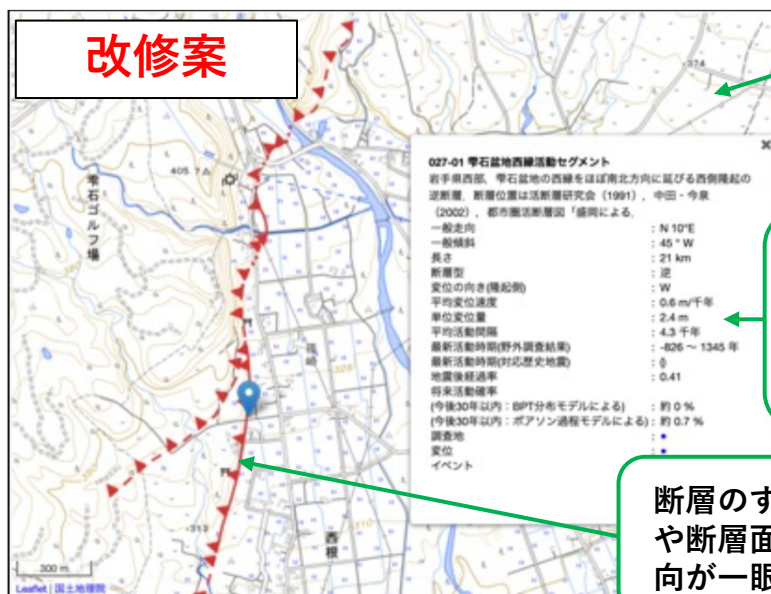 改修案
・374
405.7△
雫石ゴルフ場
027-01 雫石盆地西縁活動セグメント
岩手県西部、雫石盆地の西縁をほぼ南北方向に延びる西側隆起の
逆断層。断層位置は活断層研究会（1991），中田・今泉
（2002），都市圏活断層図「盛岡による.
一般走向 : N 10°E
一般傾斜 : 45 ° W
長さ : 21 km
断層型 : 逆
変位の向き(隆起側) : W
平均変位速度 : 0.6 m/千年
単位変位量 : 2.4 m
平均活動間隔 : 4.3 千年
最新活動時期(野外調査結果) : -826 ～ 1345 年
最新活動時期(対応歴史地震) : ()
地震後経過率 : 0.41
将来活動確率
(今後30年以内：BPT分布モデルによる) : 約 0 %
(今後30年以内：ポアソン過程モデルによる) : 約 0.7 %
調査地 : •
変位 : •
イベント
328
・313
310
西根
断層のす
や断層面
向が一眼
300 m
Leaflet | 国土地理院